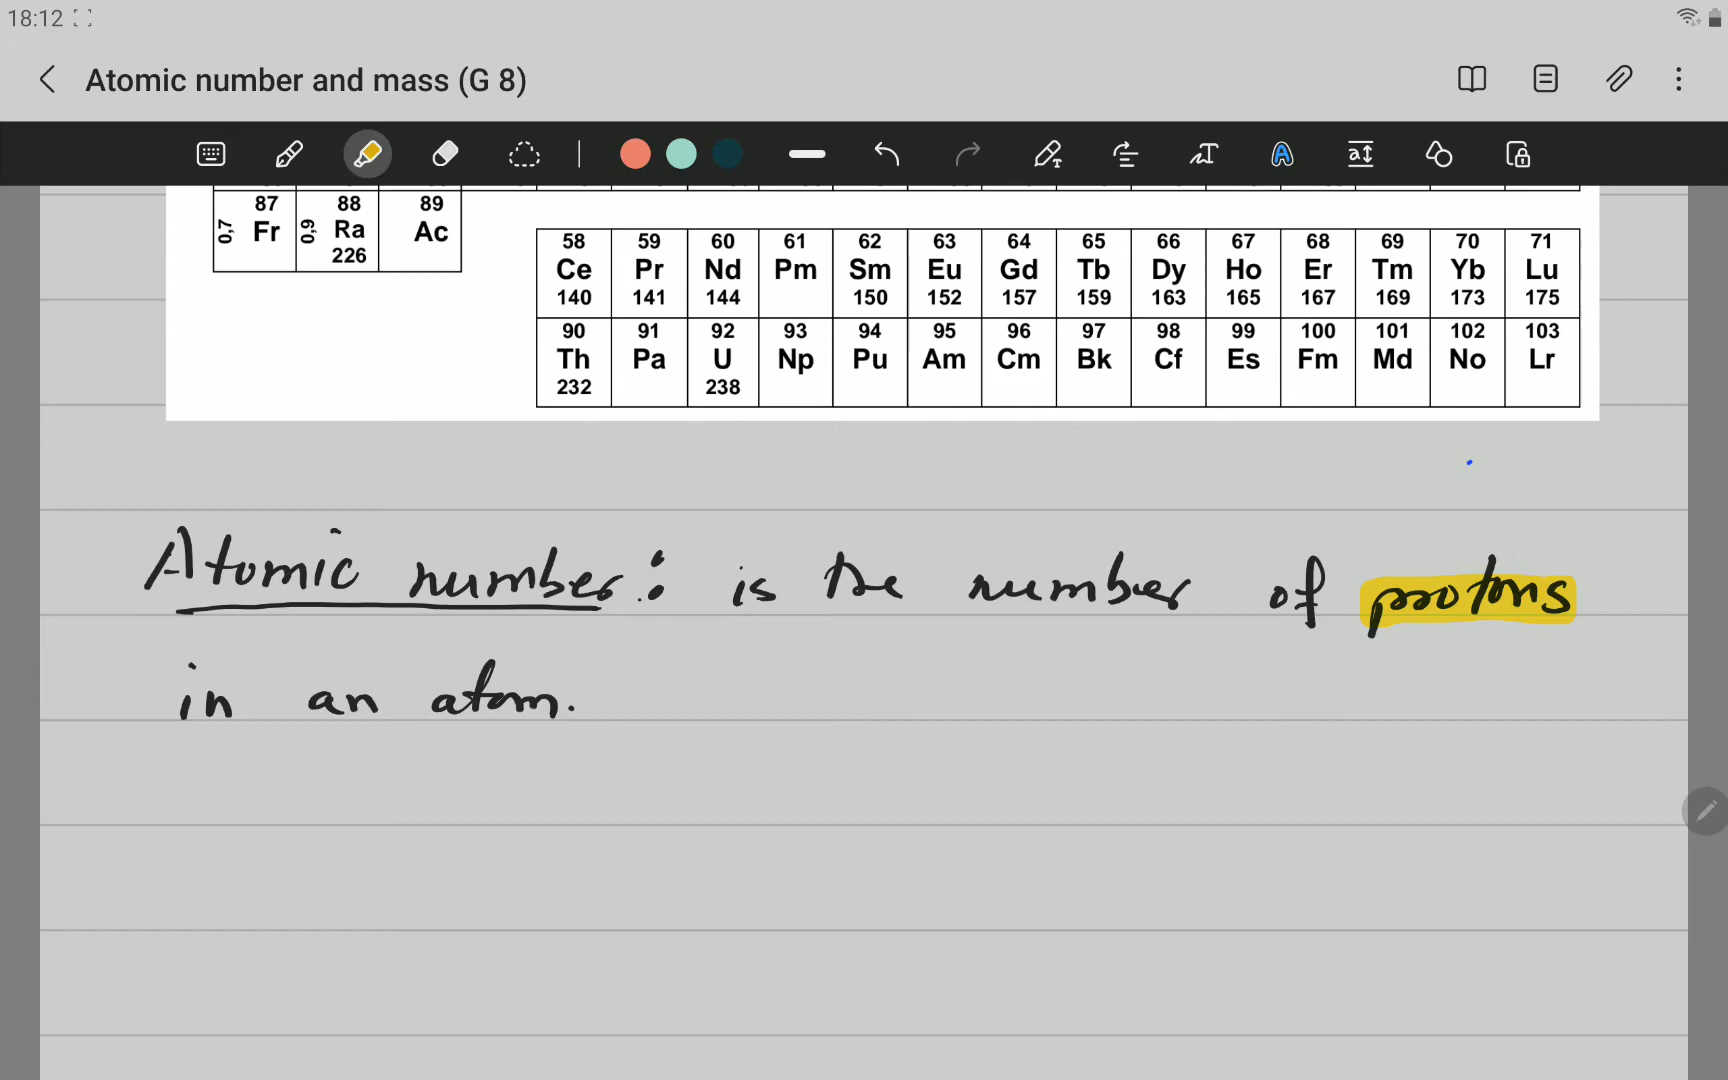 18:12
Atomic number and mass (G 8)
87 88 89
0,7 Fr 0,9 Ra Ac
226
58 59 60 61 62 63 64 65 66 67 68 69 70 71
Ce Pr Nd Pm Sm Eu Gd Tb Dy Ho Er Tm Yb Lu
140 141 144 150 152 157 159 163 165 167 169 173 175
90 91 92 93 94 95 96 97 98 99 100 101 102 103
Th Pa U Np Pu Am Cm Bk Cf Es Fm Md No Lr
232 238
Atomic number: is the number of protons
in an atom.